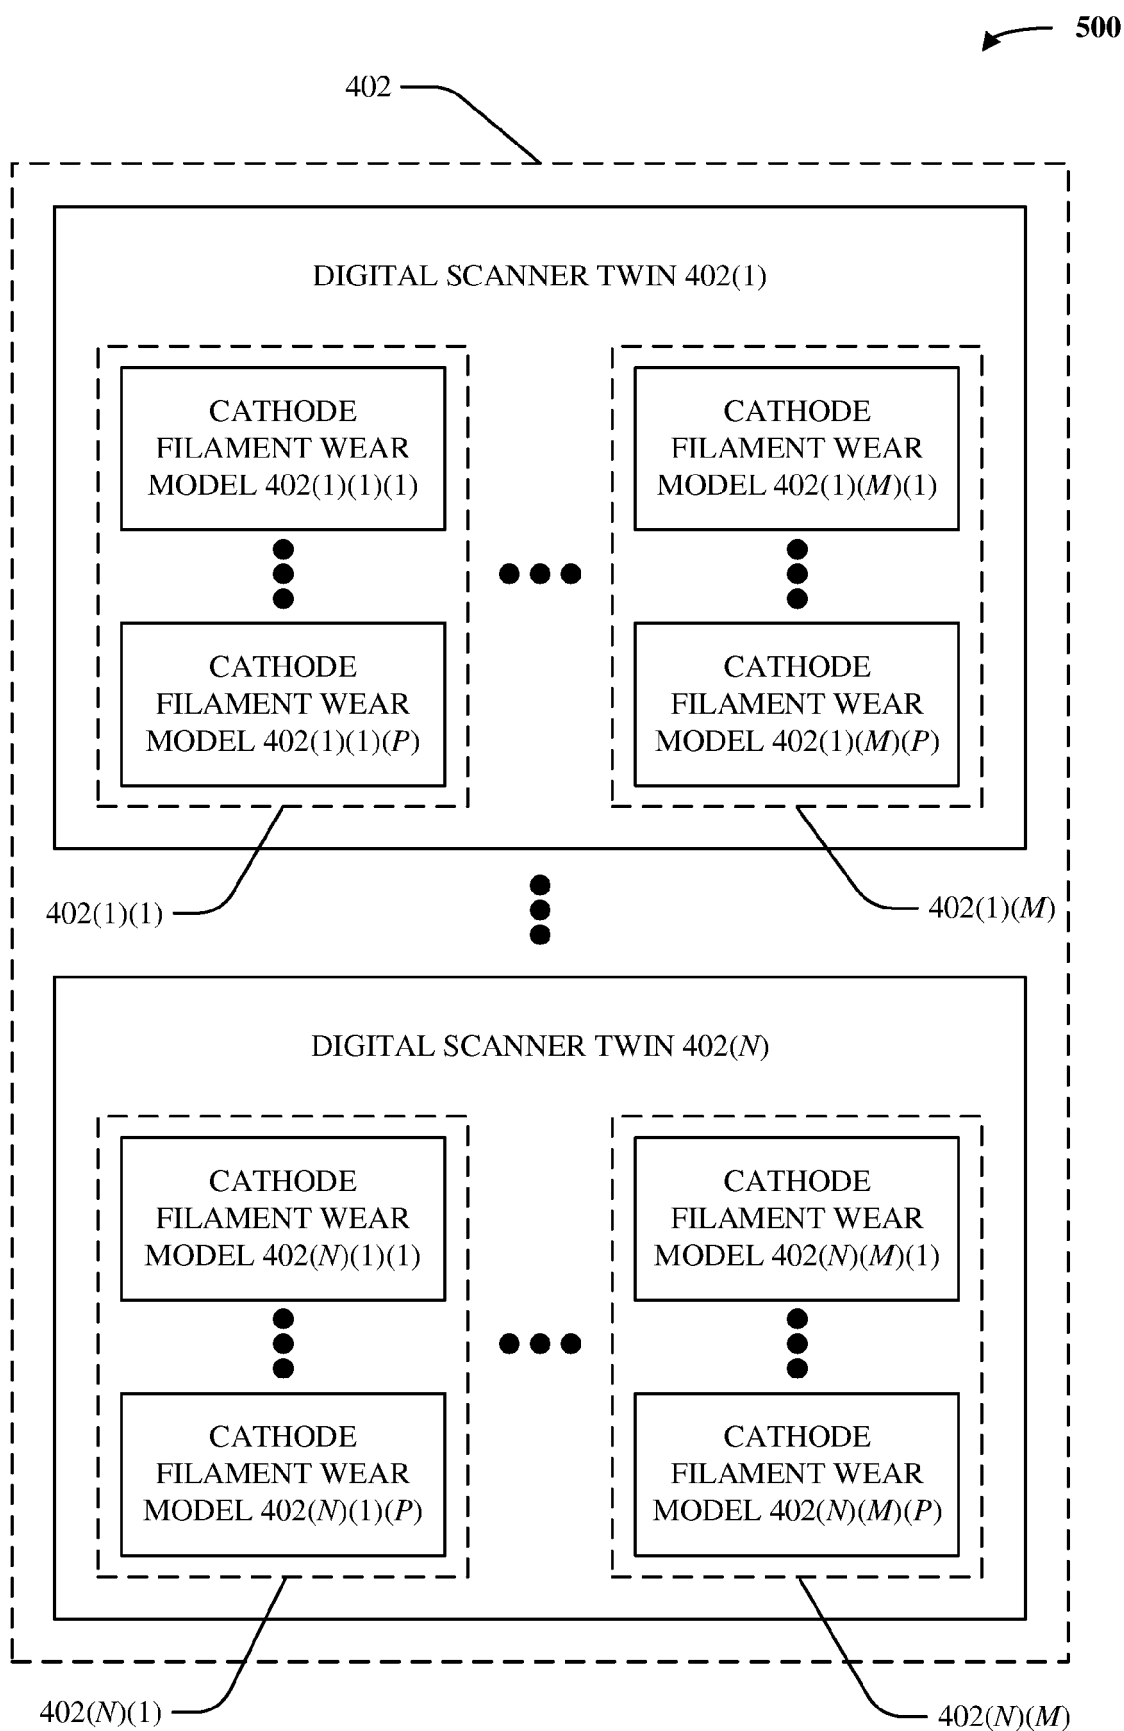 500
402
DIGITAL SCANNER TWIN 402(1)
CATHODE
FILAMENT WEAR
MODEL 402(1)(1)(1)
CATHODE
FILAMENT WEAR
MODEL 402(1)(M)(1)
CATHODE
FILAMENT WEAR
MODEL 402(1)(1)(P)
CATHODE
FILAMENT WEAR
MODEL 402(1)(M)(P)
402(1)(1)
402(1)(M)
DIGITAL SCANNER TWIN 402(N)
CATHODE
FILAMENT WEAR
MODEL 402(N)(1)(1)
CATHODE
FILAMENT WEAR
MODEL 402(N)(M)(1)
CATHODE
FILAMENT WEAR
MODEL 402(N)(1)(P)
CATHODE
FILAMENT WEAR
MODEL 402(N)(M)(P)
402(N)(1)
402(N)(M)